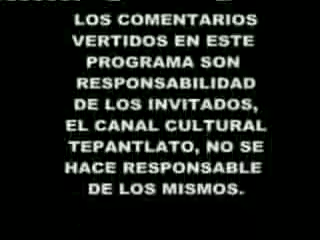 LOS COMENTARIOS
VERTIDOS EN ESTE
PROGRAMA SON
RESPONSABILIDAD
DE LOS INVITADOS,
EL CANAL CULTURAL
TEPANTLATO, NO SE
HACE RESPONSABLE
DE LOS MISMOS.